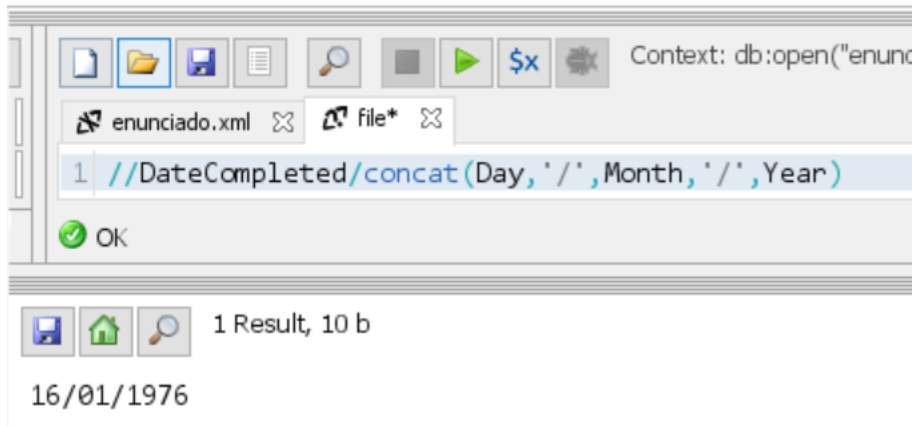 $x Context: db:open("enunc
enunciado.xml file*
1 //DateCompleted/concat(Day,'/',Month,'/',Year)
OK
1 Result, 10 b
16/01/1976